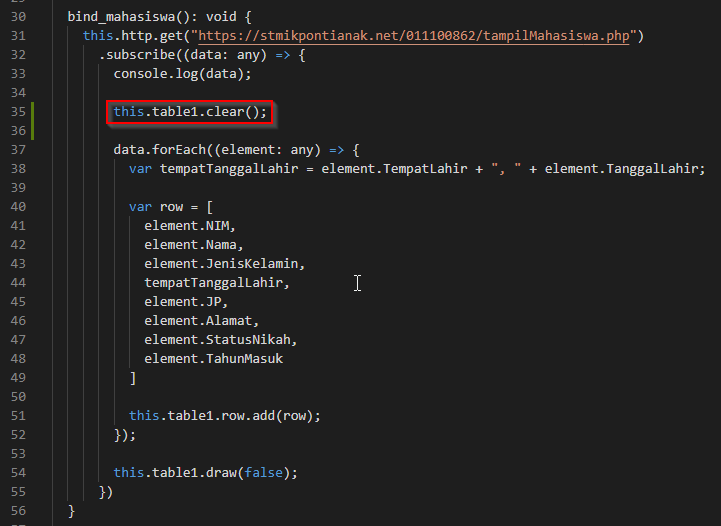 30 bind_mahasiswa(): void {
31 this.http.get("https://stmikpontianak.net/011100862/tampilMahasiswa.php")
32 .subscribe((data: any) => {
33 console.log(data);
34
35 this.table1.clear();
36
37 data.forEach((element: any) => {
38 var tempatTanggalLahir = element.TempatLahir + ", " + element.TanggalLahir;
39
40 var row = [
41 element.NIM,
42 element.Nama,
43 element.JenisKelamin,
44 tempatTanggalLahir,
45 element.JP,
46 element.Alamat,
47 element.StatusNikah,
48 element.TahunMasuk
49 ]
50
51 this.table1.row.add(row);
52 });
53
54 this.table1.draw(false);
55 })
56 }